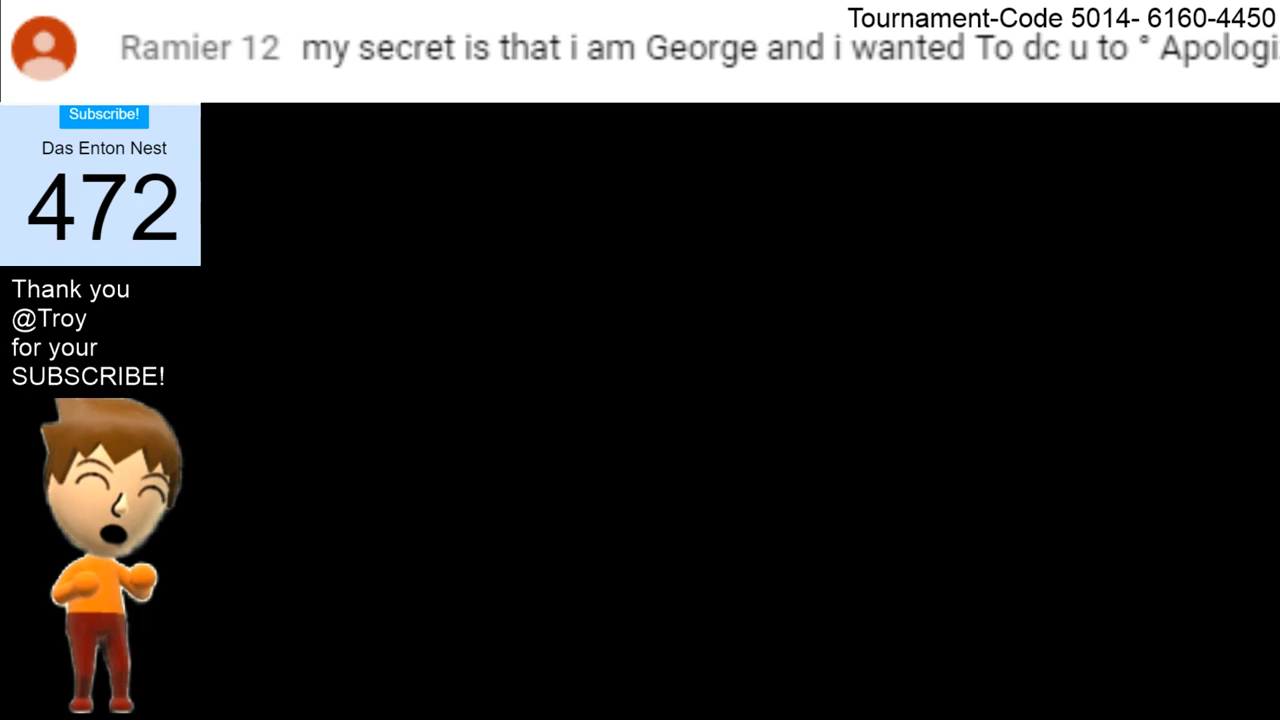 Tournament-Code 5014- 6160-4450
Ramier 12 my secret is that i am George and i wanted To dc u to ° Apologi
Subscribe!
Das Enton Nest
472
Thank you
@Troy
for your
SUBSCRIBE!